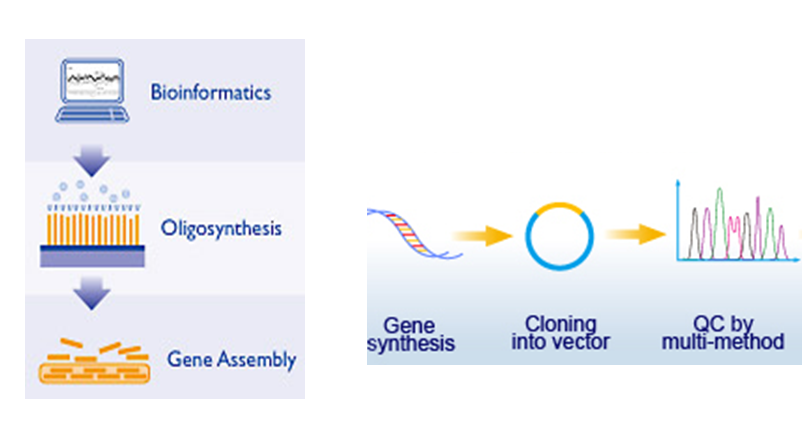 Bioinformatics
Oligosynthesis
Gene Assembly
Gene
synthesis
Cloning
into vector
QC by
multi-method